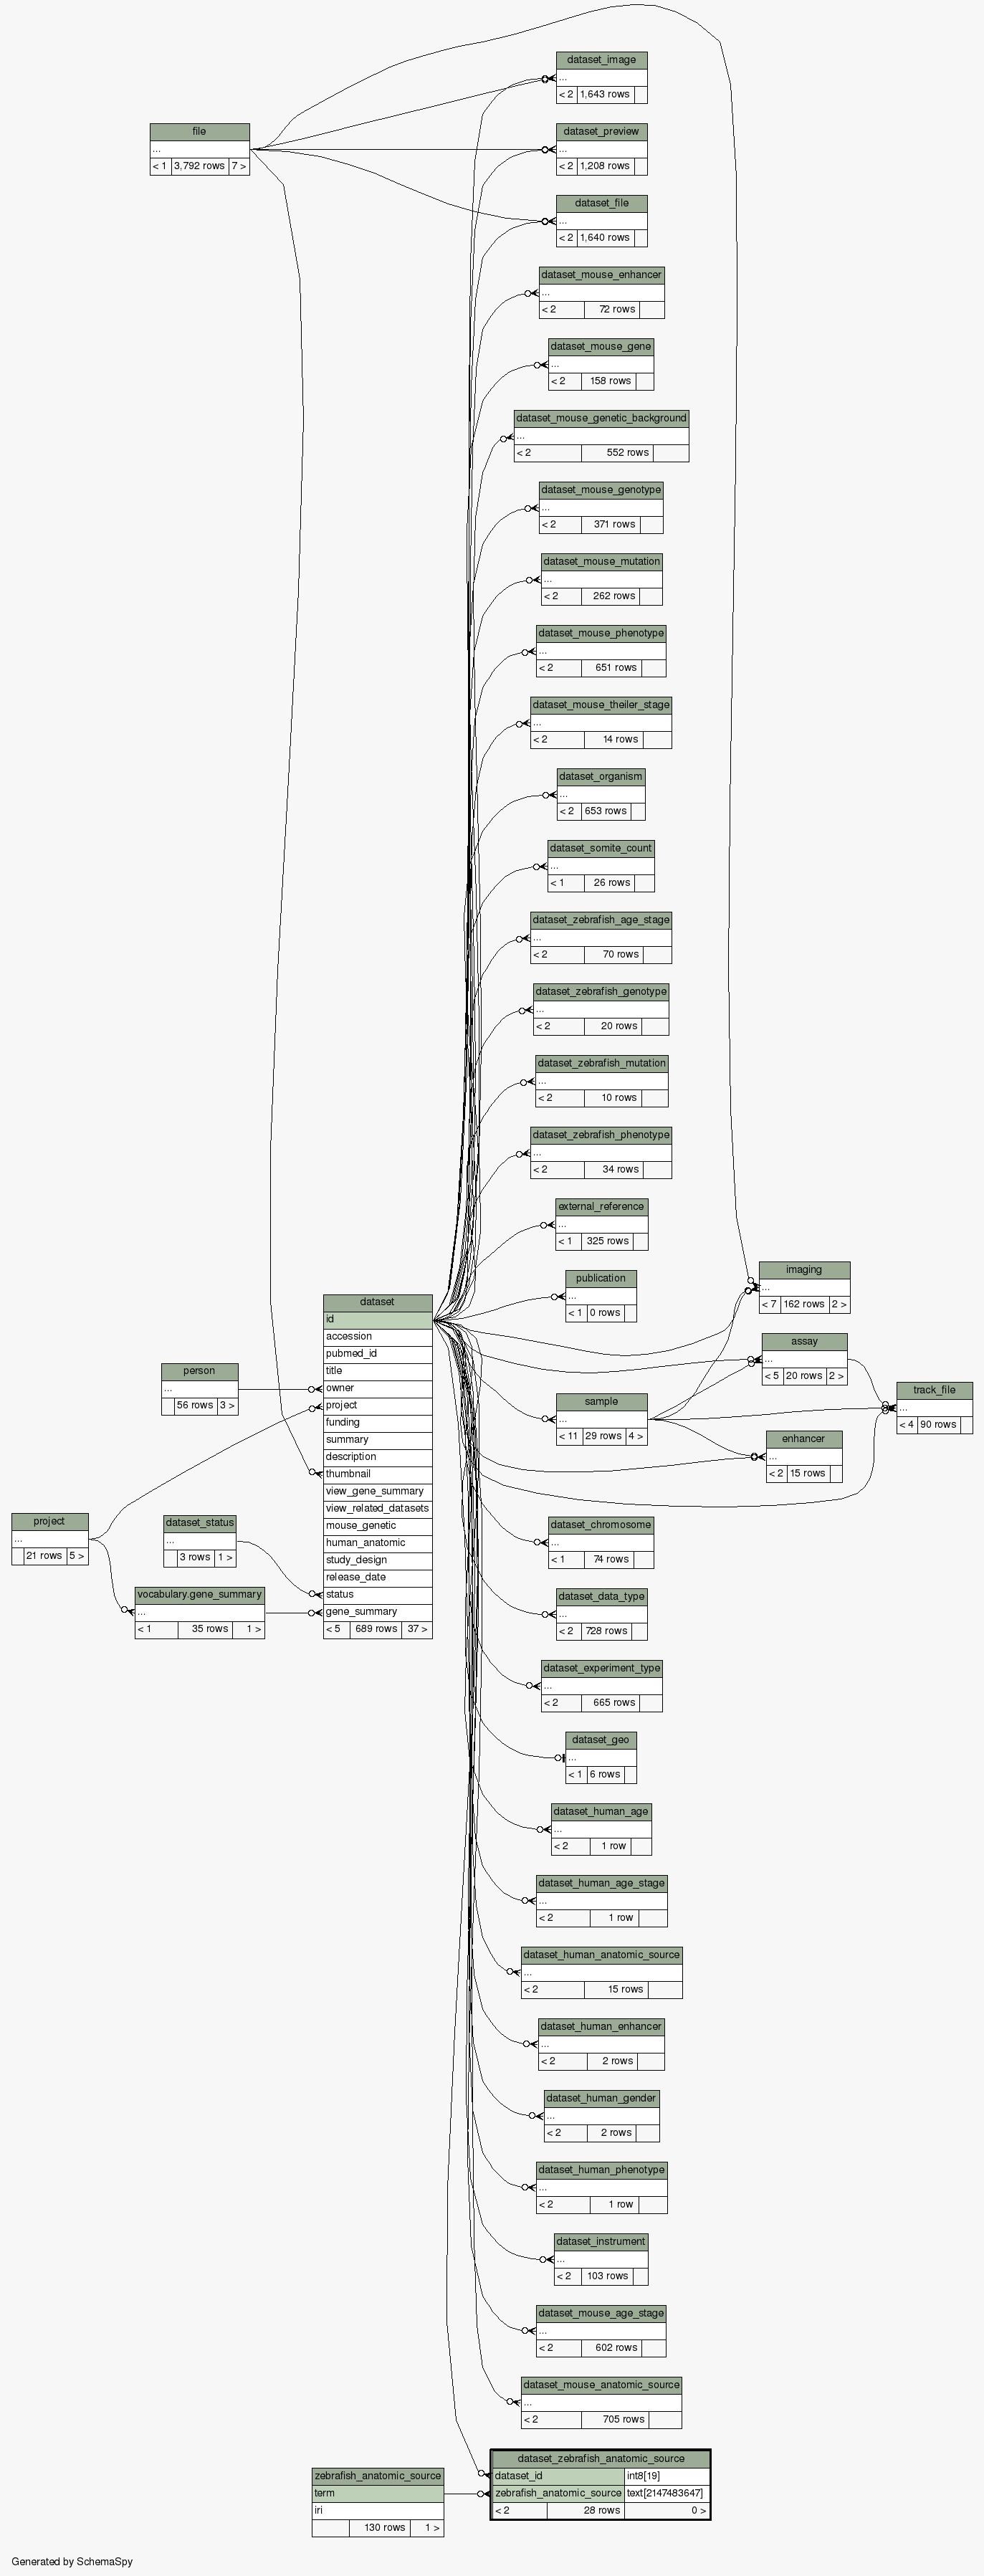 dataset_image
...
< 2 1,643 rows
file
...
< 1 3,792 rows 7 >
dataset_preview
...
< 2 1,208 rows
dataset_file
...
< 2 1,640 rows
dataset_mouse_enhancer
...
< 2 72 rows
dataset_mouse_gene
...
< 2 158 rows
dataset_mouse_genetic_background
...
< 2 552 rows
dataset_mouse_genotype
...
< 2 371 rows
dataset_mouse_mutation
...
< 2 262 rows
dataset_mouse_phenotype
...
< 2 651 rows
dataset_mouse_theiler_stage
...
< 2 14 rows
dataset_organism
...
< 2 653 rows
dataset_somite_count
...
< 1 26 rows
dataset_zebrafish_age_stage
...
< 2 70 rows
dataset_zebrafish_genotype
...
< 2 20 rows
dataset_zebrafish_mutation
...
< 2 10 rows
dataset_zebrafish_phenotype
...
< 2 34 rows
external_reference
...
< 1 325 rows
publication
...
< 1 0 rows
imaging
...
< 7 162 rows 2 >
assay
...
< 5 20 rows 2 >
track_file
...
< 4 90 rows
sample
...
< 11 29 rows 4 >
enhancer
...
< 2 15 rows
dataset
id
accession
pubmed_id
title
owner
project
funding
summary
description
thumbnail
view_gene_summary
view_related_datasets
mouse_genetic
human_anatomic
study_design
release_date
status
gene_summary
< 5 689 rows 37 >
person
...
56 rows 3 >
project
...
21 rows 5 >
dataset_status
...
3 rows 1 >
vocabulary.gene_summary
...
< 1 35 rows 1 >
dataset_chromosome
...
< 1 74 rows
dataset_data_type
...
< 2 728 rows
dataset_experiment_type
...
< 2 665 rows
dataset_geo
...
< 1 6 rows
dataset_human_age
...
< 2 1 row
dataset_human_age_stage
...
< 2 1 row
dataset_human_anatomic_source
...
< 2 15 rows
dataset_human_enhancer
...
< 2 2 rows
dataset_human_gender
...
< 2 2 rows
dataset_human_phenotype
...
< 2 1 row
dataset_instrument
...
< 2 103 rows
dataset_mouse_age_stage
...
< 2 602 rows
dataset_mouse_anatomic_source
...
< 2 705 rows
dataset_zebrafish_anatomic_source
dataset_id int8[19]
zebrafish_anatomic_source text[2147483647]
< 2 28 rows 0 >
zebrafish_anatomic_source
term
iri
130 rows 1 >
Generated by SchemaSpy